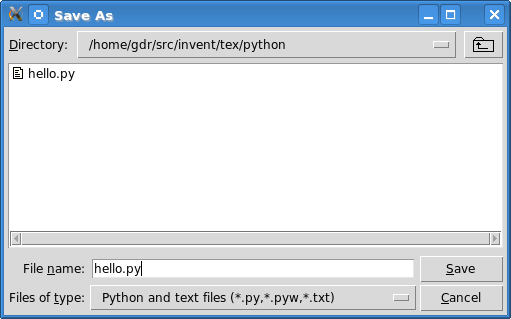 Save As
Directory: /home/gdr/src/invent/tex/python
hello.py
File name: hello.py Save
Files of type: Python and text files (*.py,*.pyw,*.txt) Cancel